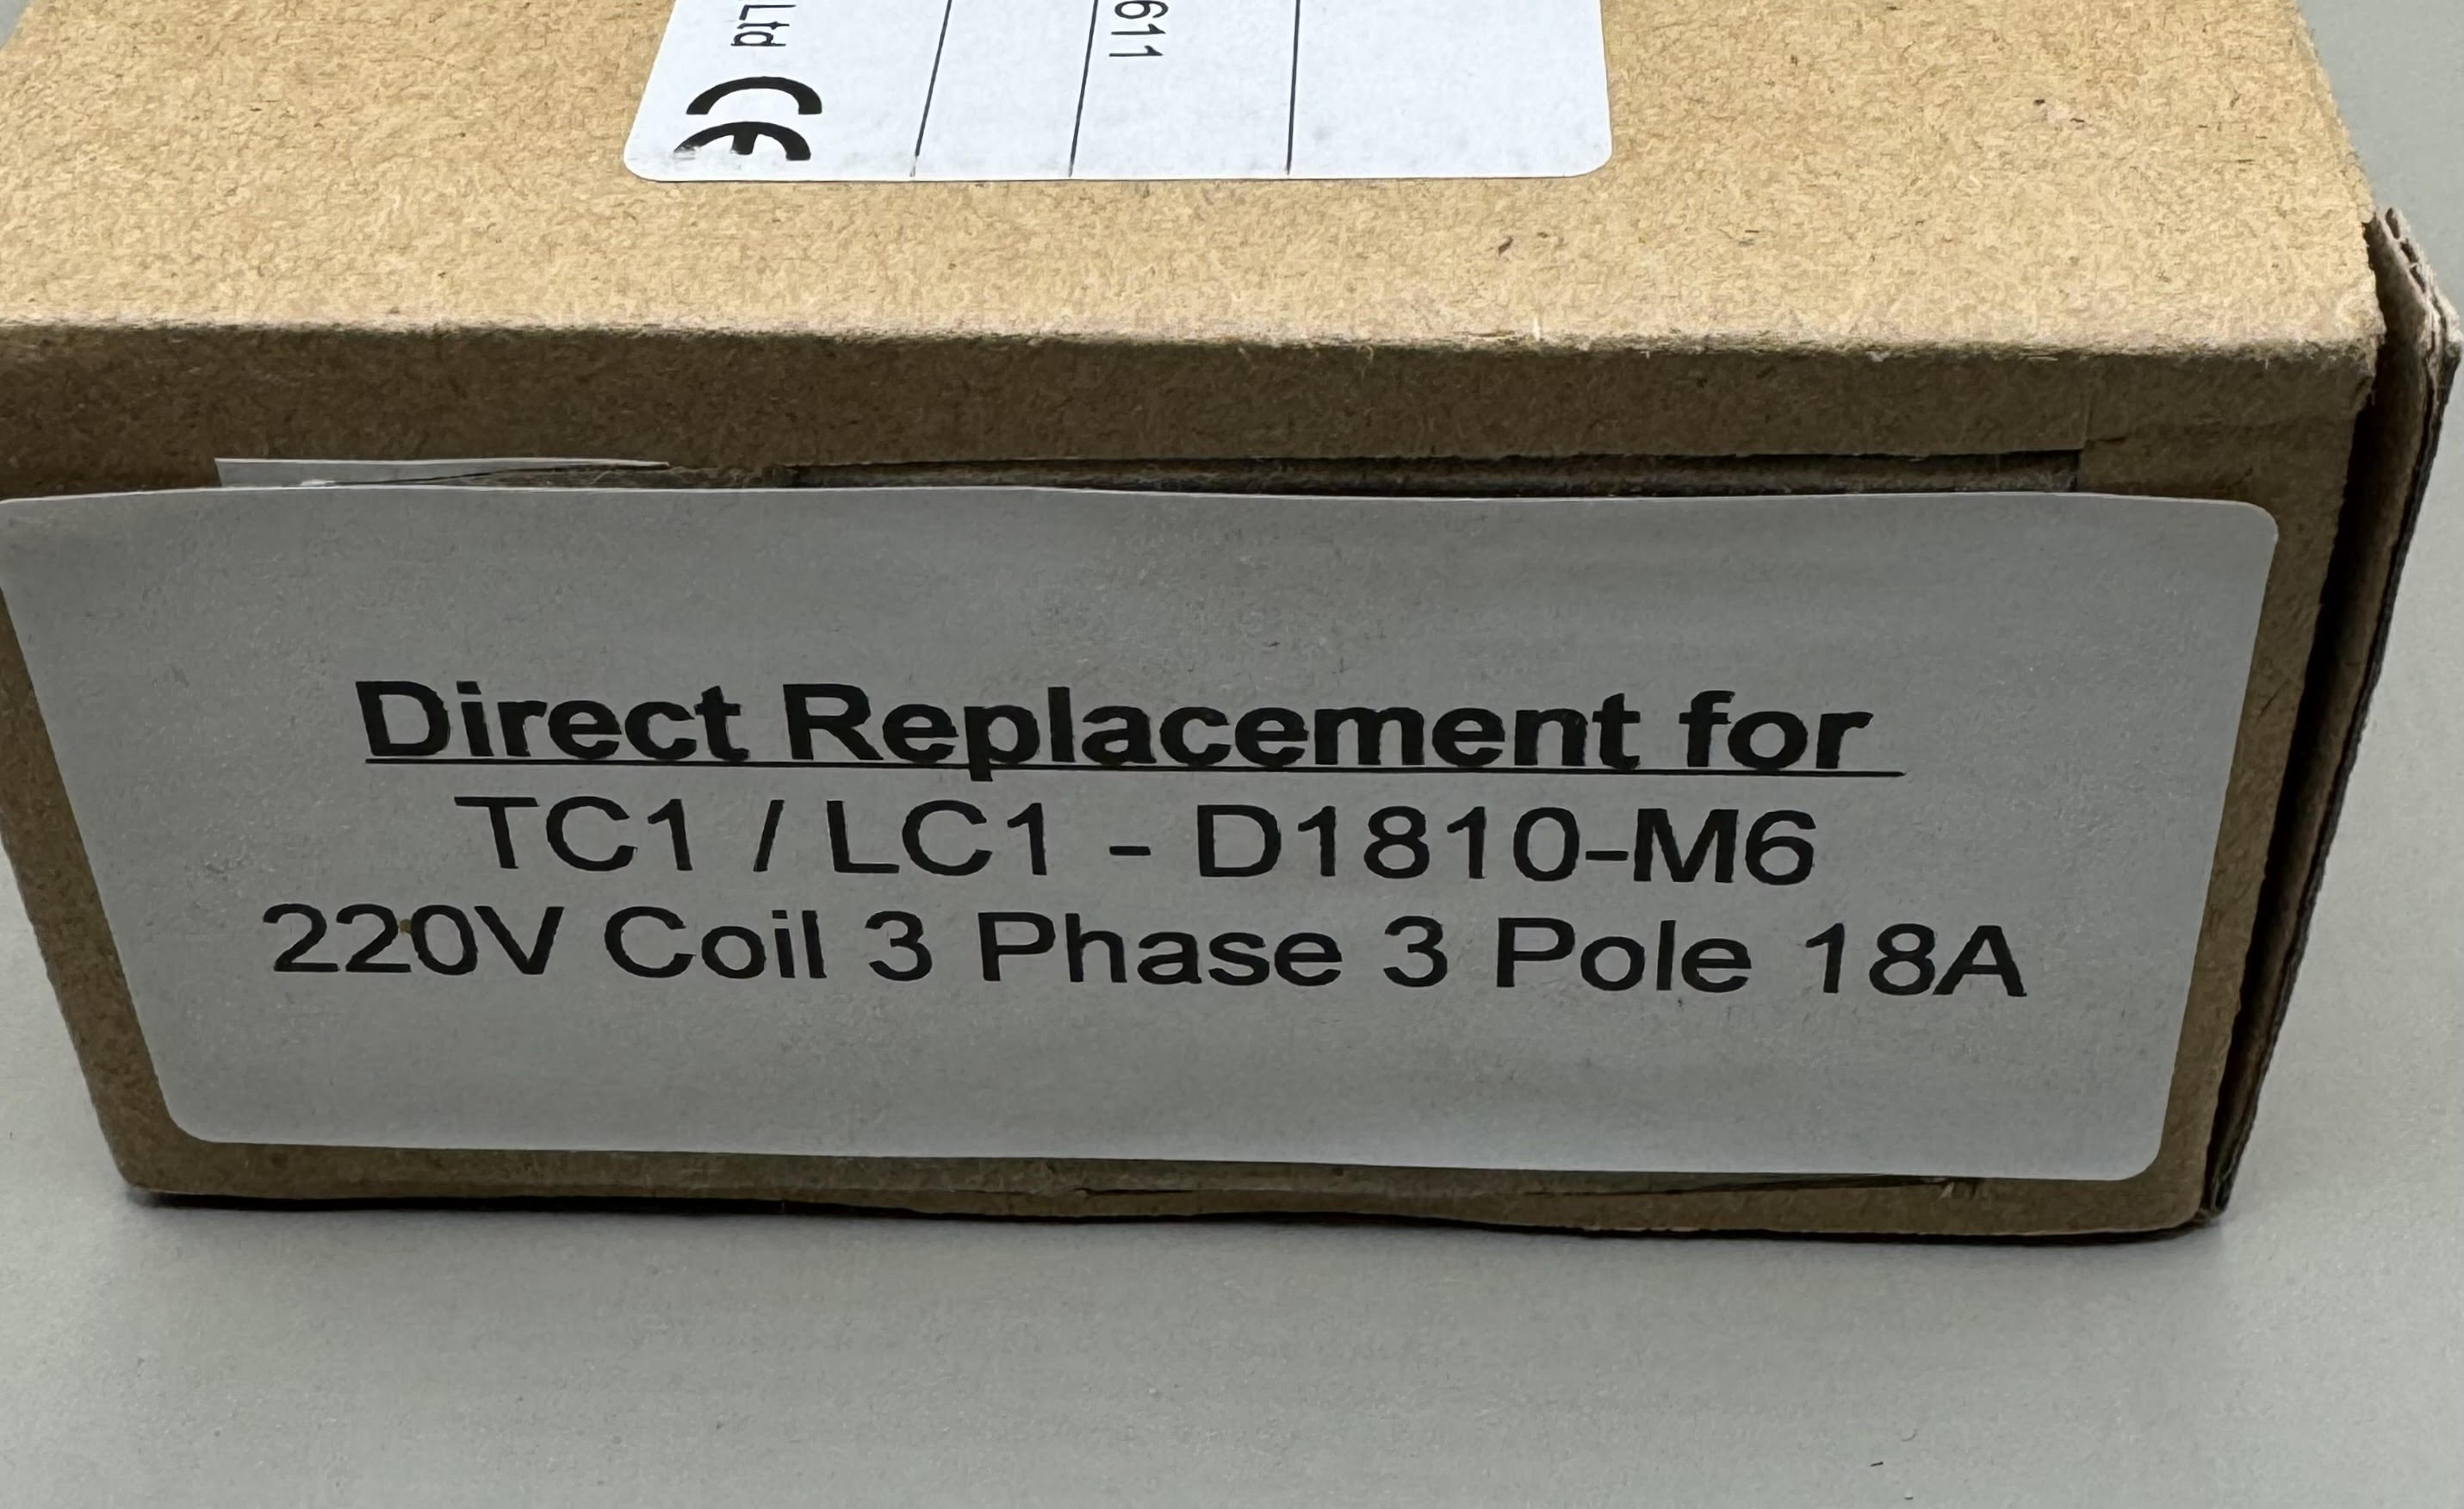 Ltd
CE
611
Direct Replacement for
TC1 / LC1 - D1810-M6
220V Coil 3 Phase 3 Pole 18A